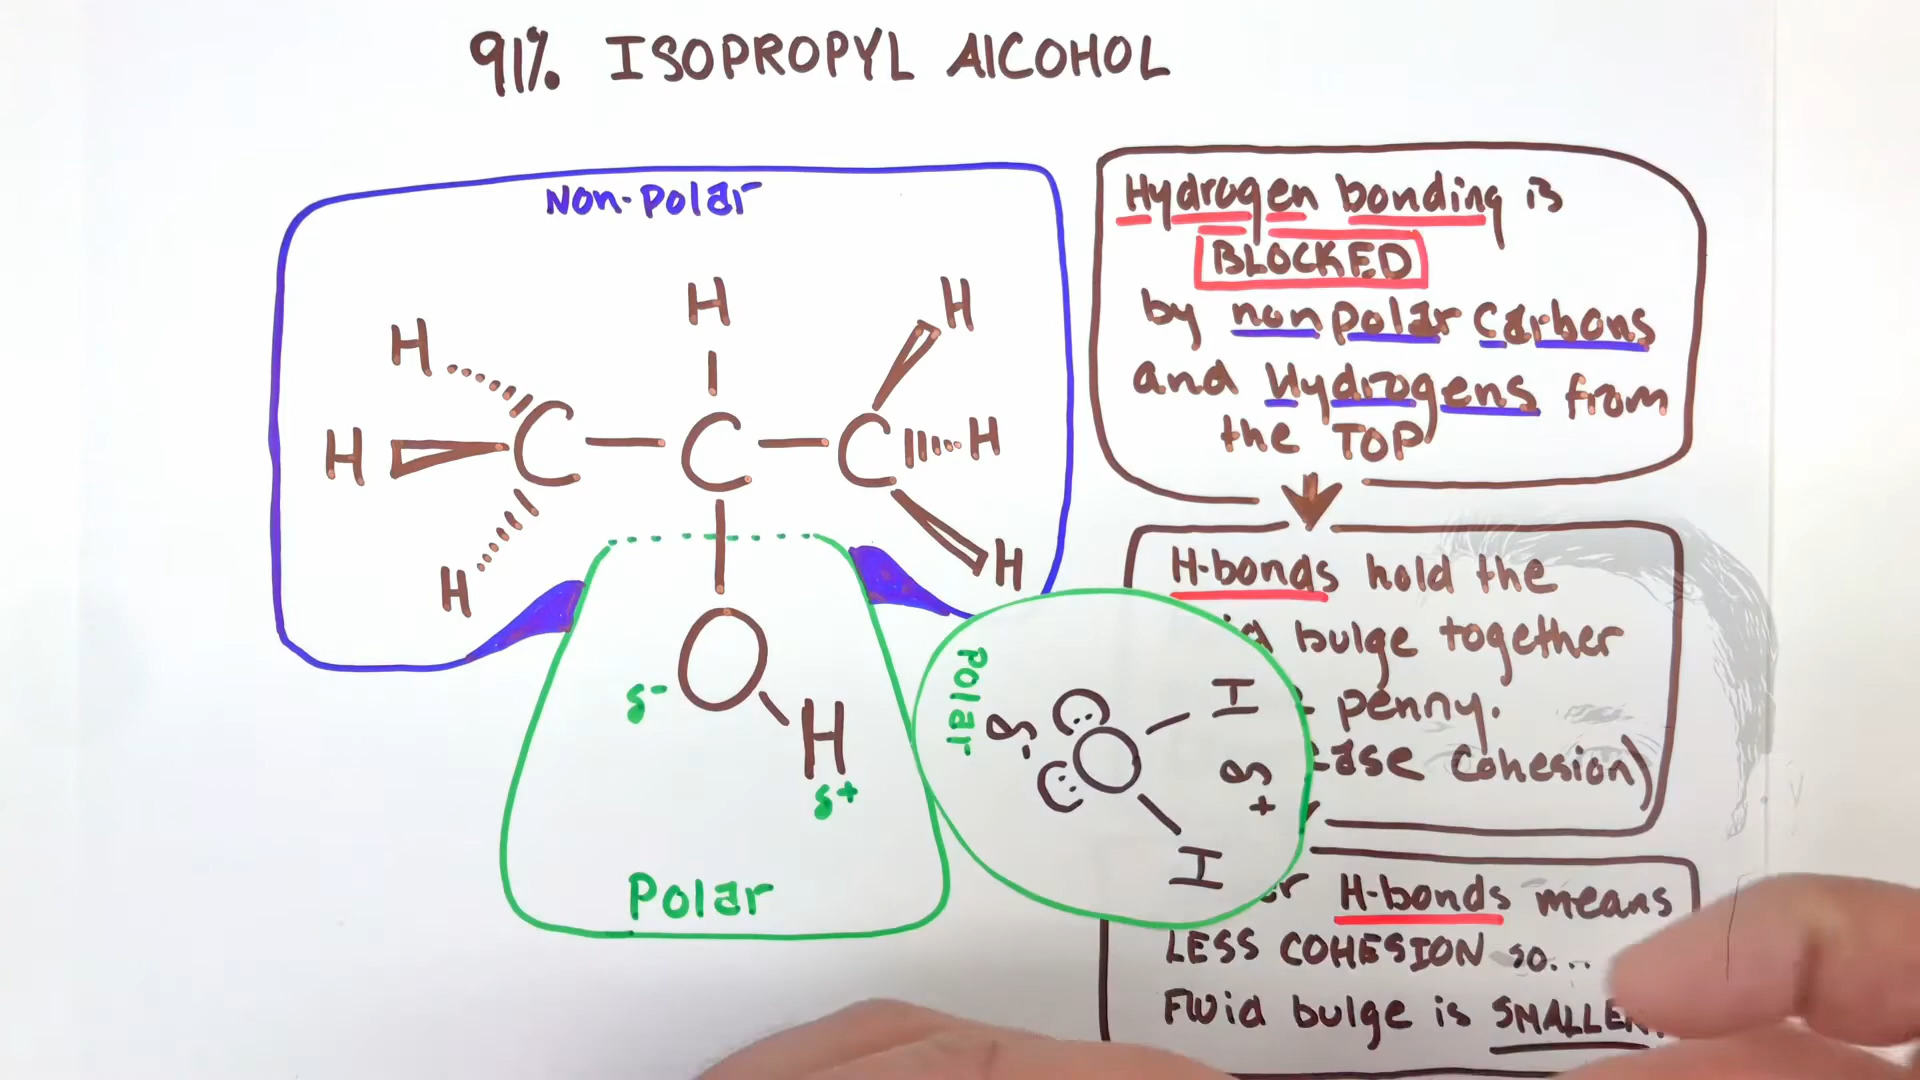 91% ISOPROPYL AlCOHOL
Non-Polar
H
H
H
H
C
C
C
H
H
H
H
O
δ-
H
δ+
Polar
Polar
δ-
O
H
H
δ+
Hydrogen bonding is
BLOCKED
by nonpolar Carbons
and Hydrogens from
the TOP
H-bonds hold the
bulge together
penny.
cohesion)
H-bonds means
LESS COHESION so...
Fluid bulge is SMALLER